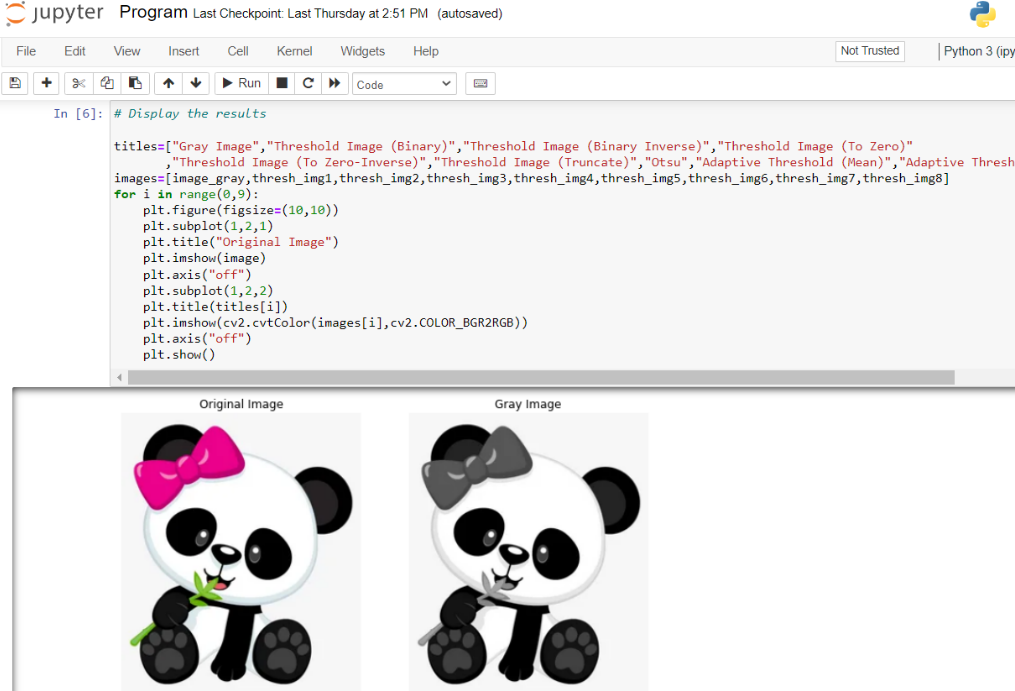 jupyter Program Last Checkpoint: Last Thursday at 2:51 PM (autosaved)
File Edit View Insert Cell Kernel Widgets Help Not Trusted Python 3 (ipy
Run Code
In [6]: # Display the results
titles=["Gray Image","Threshold Image (Binary)","Threshold Image (Binary Inverse)","Threshold Image (To Zero)"
,"Threshold Image (To Zero-Inverse)","Threshold Image (Truncate)","Otsu","Adaptive Threshold (Mean)","Adaptive Thresh
images=[image_gray,thresh_img1,thresh_img2,thresh_img3,thresh_img4,thresh_img5,thresh_img6,thresh_img7,thresh_img8]
for i in range(0,9):
    plt.figure(figsize=(10,10))
    plt.subplot(1,2,1)
    plt.title("Original Image")
    plt.imshow(image)
    plt.axis("off")
    plt.subplot(1,2,2)
    plt.title(titles[i])
    plt.imshow(cv2.cvtColor(images[i],cv2.COLOR_BGR2RGB))
    plt.axis("off")
    plt.show()
Original Image Gray Image